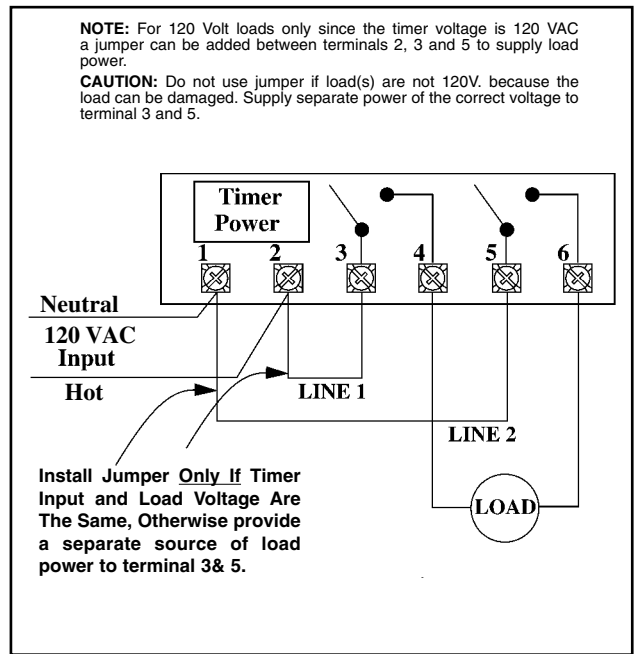 NOTE: For 120 Volt loads only since the timer voltage is 120 VAC
a jumper can be added between terminals 2, 3 and 5 to supply load
power.
CAUTION: Do not use jumper if load(s) are not 120V. because the
load can be damaged. Supply separate power of the correct voltage to
terminal 3 and 5.
Timer
Power
1 2 3 4 5 6
Neutral
120 VAC
Input
Hot
LINE 1
LINE 2
LOAD
Install Jumper Only If Timer
Input and Load Voltage Are
The Same, Otherwise provide
a separate source of load
power to terminal 3& 5.